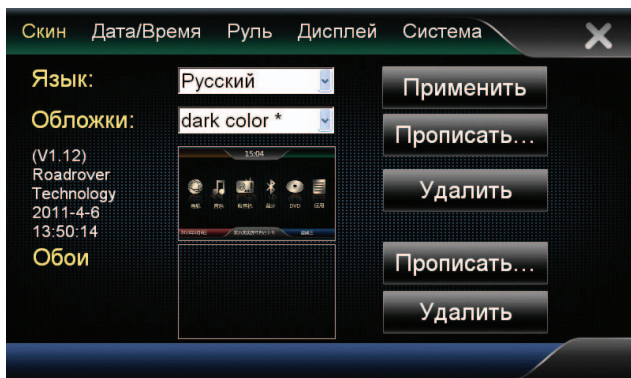 Скин Дата/Время Руль Дисплей Система
Язык: Русский Применить
Обложки: dark color * Прописать...
(V1.12)
Roadrover
Technology
2011-4-6
13:50:14
15:04
DVD
Удалить
Обои Прописать...
Удалить